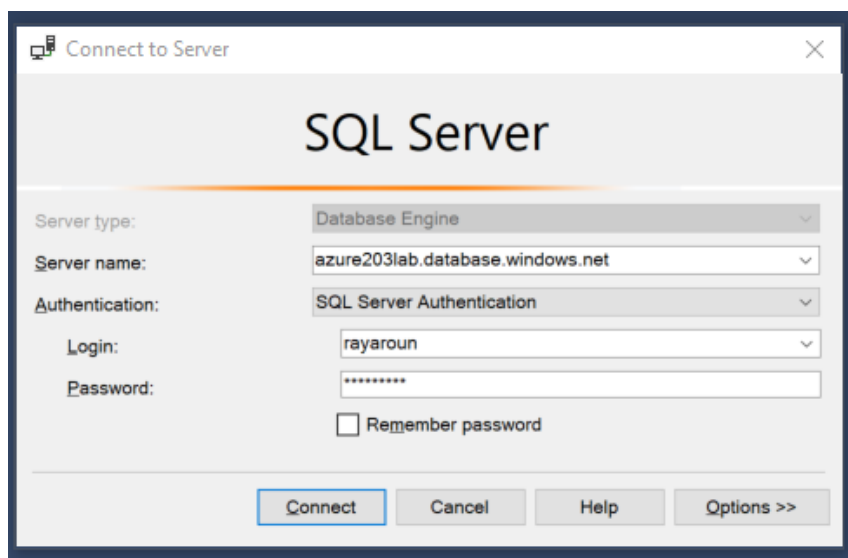 Connect to Server
SQL Server
Server type: Database Engine
Server name: azure203lab.database.windows.net
Authentication: SQL Server Authentication
Login: rayaroun
Password: *********
Remember password
Connect Cancel Help Options >>